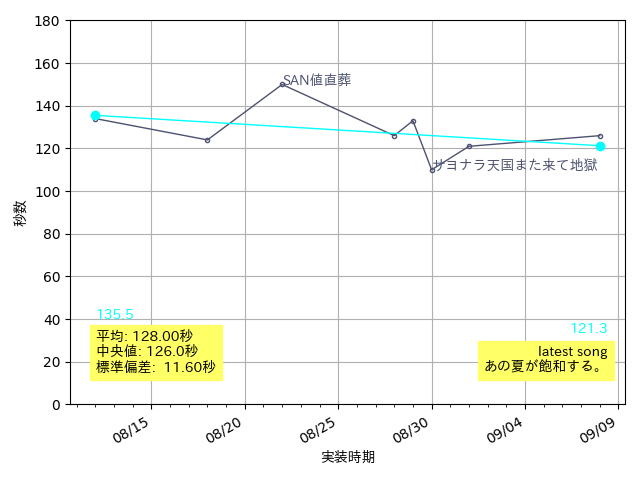 180
160
140
120
100
80
60
40
20
0
秒数
SAN値直葬
サヨナラ天国また来て地獄
135.5
平均: 128.00秒
中央値: 126.0秒
標準偏差: 11.60秒
121.3
latest song
あの夏が飽和する。
08/15
08/20
08/25
08/30
09/04
09/09
実装時期